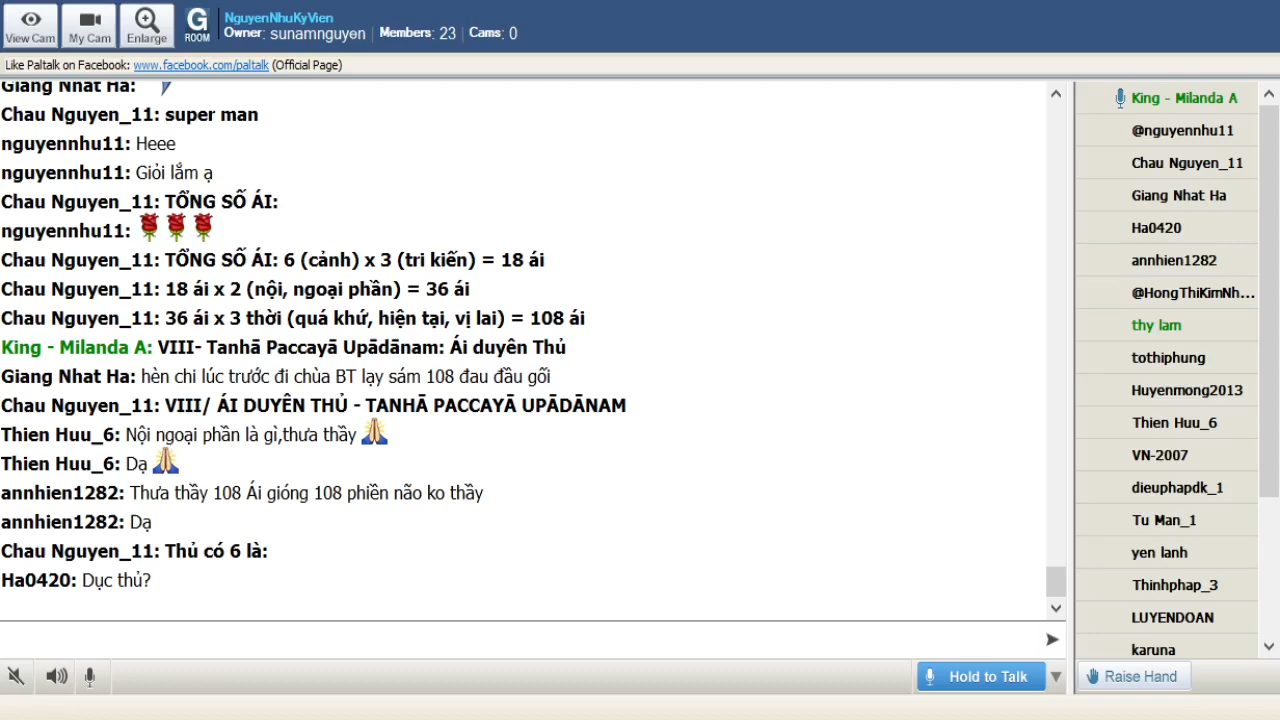 View Cam
My Cam
Enlarge
G
ROOM
NguyenNhuKyVien
Owner: sunamnguyen | Members: 23 | Cams: 0
Like Paltalk on Facebook: www.facebook.com/paltalk (Official Page)
Giang Nhat Ha:
Chau Nguyen_11: super man
nguyennhu11: Heee
nguyennhu11: Giỏi lắm ạ
Chau Nguyen_11: TỔNG SỐ ÁI:
nguyennhu11:
Chau Nguyen_11: TỔNG SỐ ÁI: 6 (cảnh) x 3 (tri kiến) = 18 ái
Chau Nguyen_11: 18 ái x 2 (nội, ngoại phần) = 36 ái
Chau Nguyen_11: 36 ái x 3 thời (quá khứ, hiện tại, vị lai) = 108 ái
King - Milanda A: VIII- Tanhā Paccayā Upādānam: Ái duyên Thủ
Giang Nhat Ha: hèn chi lúc trước đi chùa BT lạy sám 108 đau đầu gối
Chau Nguyen_11: VIII/ ÁI DUYÊN THỦ - TANHĀ PACCAYĀ UPĀDĀNAM
Thien Huu_6: Nội ngoại phần là gì,thưa thầy
Thien Huu_6: Dạ
annhien1282: Thưa thầy 108 Ái gióng 108 phiền não ko thầy
annhien1282: Dạ
Chau Nguyen_11: Thủ có 6 là:
Ha0420: Dục thủ?
Hold to Talk
King - Milanda A
@nguyennhu11
Chau Nguyen_11
Giang Nhat Ha
Ha0420
annhien1282
@HongThiKimNh...
thy lam
tothiphung
Huyenmong2013
Thien Huu_6
VN-2007
dieuphapdk_1
Tu Man_1
yen lanh
Thinhphap_3
LUYENDOAN
karuna
Raise Hand